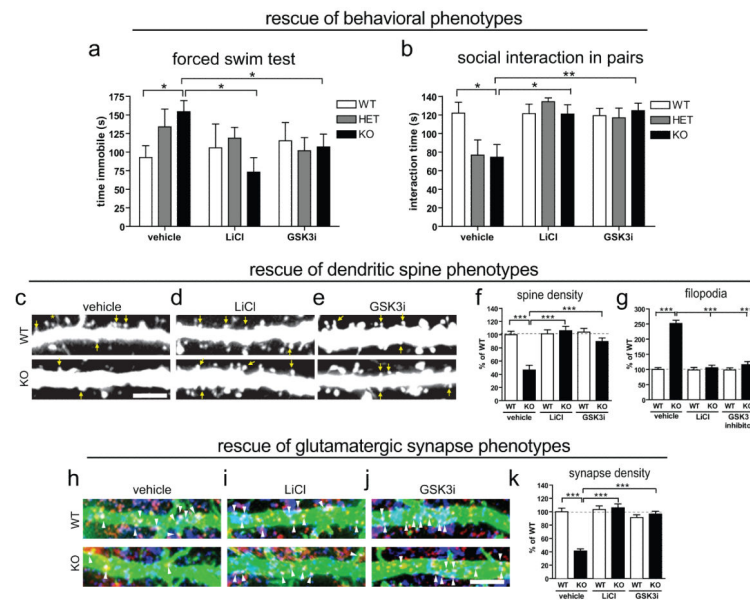 rescue of behavioral phenotypes
a
forced swim test
*
*
*
WT
HET
KO
time immobile (s)
175
150
125
100
75
50
25
0
vehicle
LiCl
GSK3i
b
social interaction in pairs
**
*
*
WT
HET
KO
interaction time (s)
140
120
100
80
60
40
20
0
vehicle
LiCl
GSK3i
rescue of dendritic spine phenotypes
c
vehicle
d
LiCl
e
GSK3i
WT
KO
f
spine density
***
*** ***
% of WT
120
100
80
60
40
20
0
WT KO WT KO WT KO
vehicle LiCl GSK3i
g
filopodia
*** *** ***
% of WT
300
250
200
150
100
50
0
WT KO WT KO WT KO
vehicle LiCl GSK3
inhibito
rescue of glutamatergic synapse phenotypes
h
vehicle
i
LiCl
j
GSK3i
WT
KO
k
synapse density
***
*** ***
% of WT
120
100
80
60
40
20
0
WT KO WT KO WT KO
vehicle LiCl GSK3i